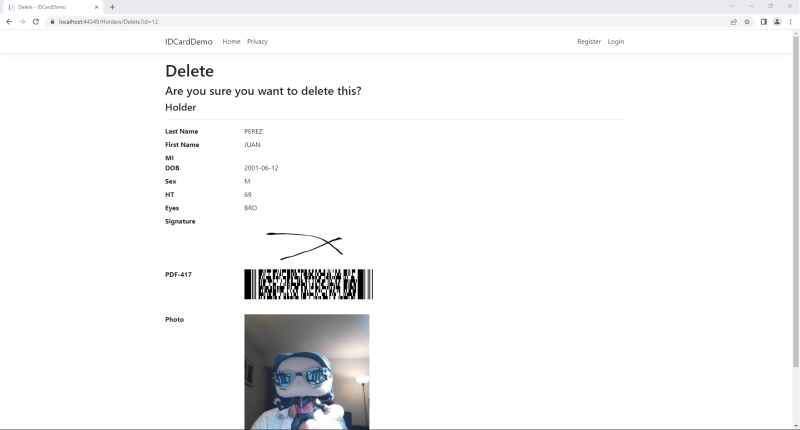 Delete - IDCardDemo
localhost:44349/Holders/Delete?id=12
IDCardDemo Home Privacy Register Login
Delete
Are you sure you want to delete this?
Holder
Last Name PEREZ
First Name JUAN
MI
DOB 2001-06-12
Sex M
HT 69
Eyes BRO
Signature
PDF-417
Photo